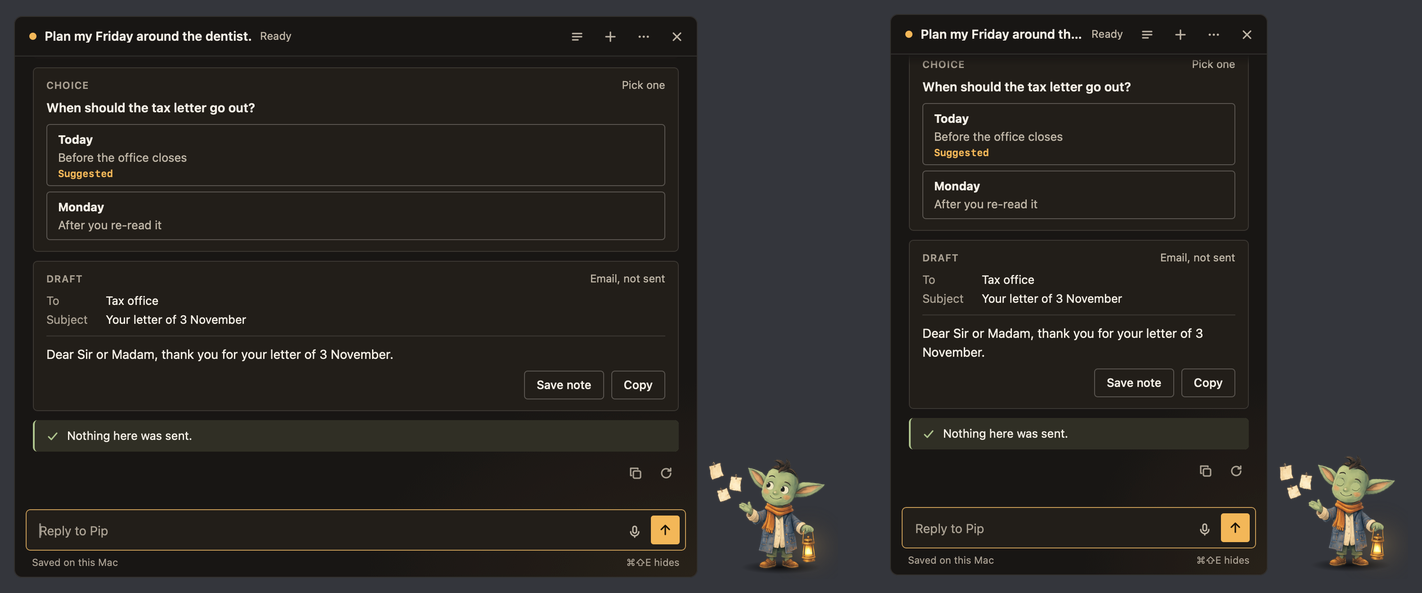 Plan my Friday around the dentist. Ready
CHOICE Pick one
When should the tax letter go out?
Today
Before the office closes
Suggested
Monday
After you re-read it
DRAFT Email, not sent
To Tax office
Subject Your letter of 3 November
Dear Sir or Madam, thank you for your letter of 3 November.
Save note Copy
Nothing here was sent.
Reply to Pip
Saved on this Mac ⌘⇧E hides
Plan my Friday around th... Ready
CHOICE Pick one
When should the tax letter go out?
Today
Before the office closes
Suggested
Monday
After you re-read it
DRAFT Email, not sent
To Tax office
Subject Your letter of 3 November
Dear Sir or Madam, thank you for your letter of 3
November.
Save note Copy
Nothing here was sent.
Reply to Pip
Saved on this Mac ⌘⇧E hides